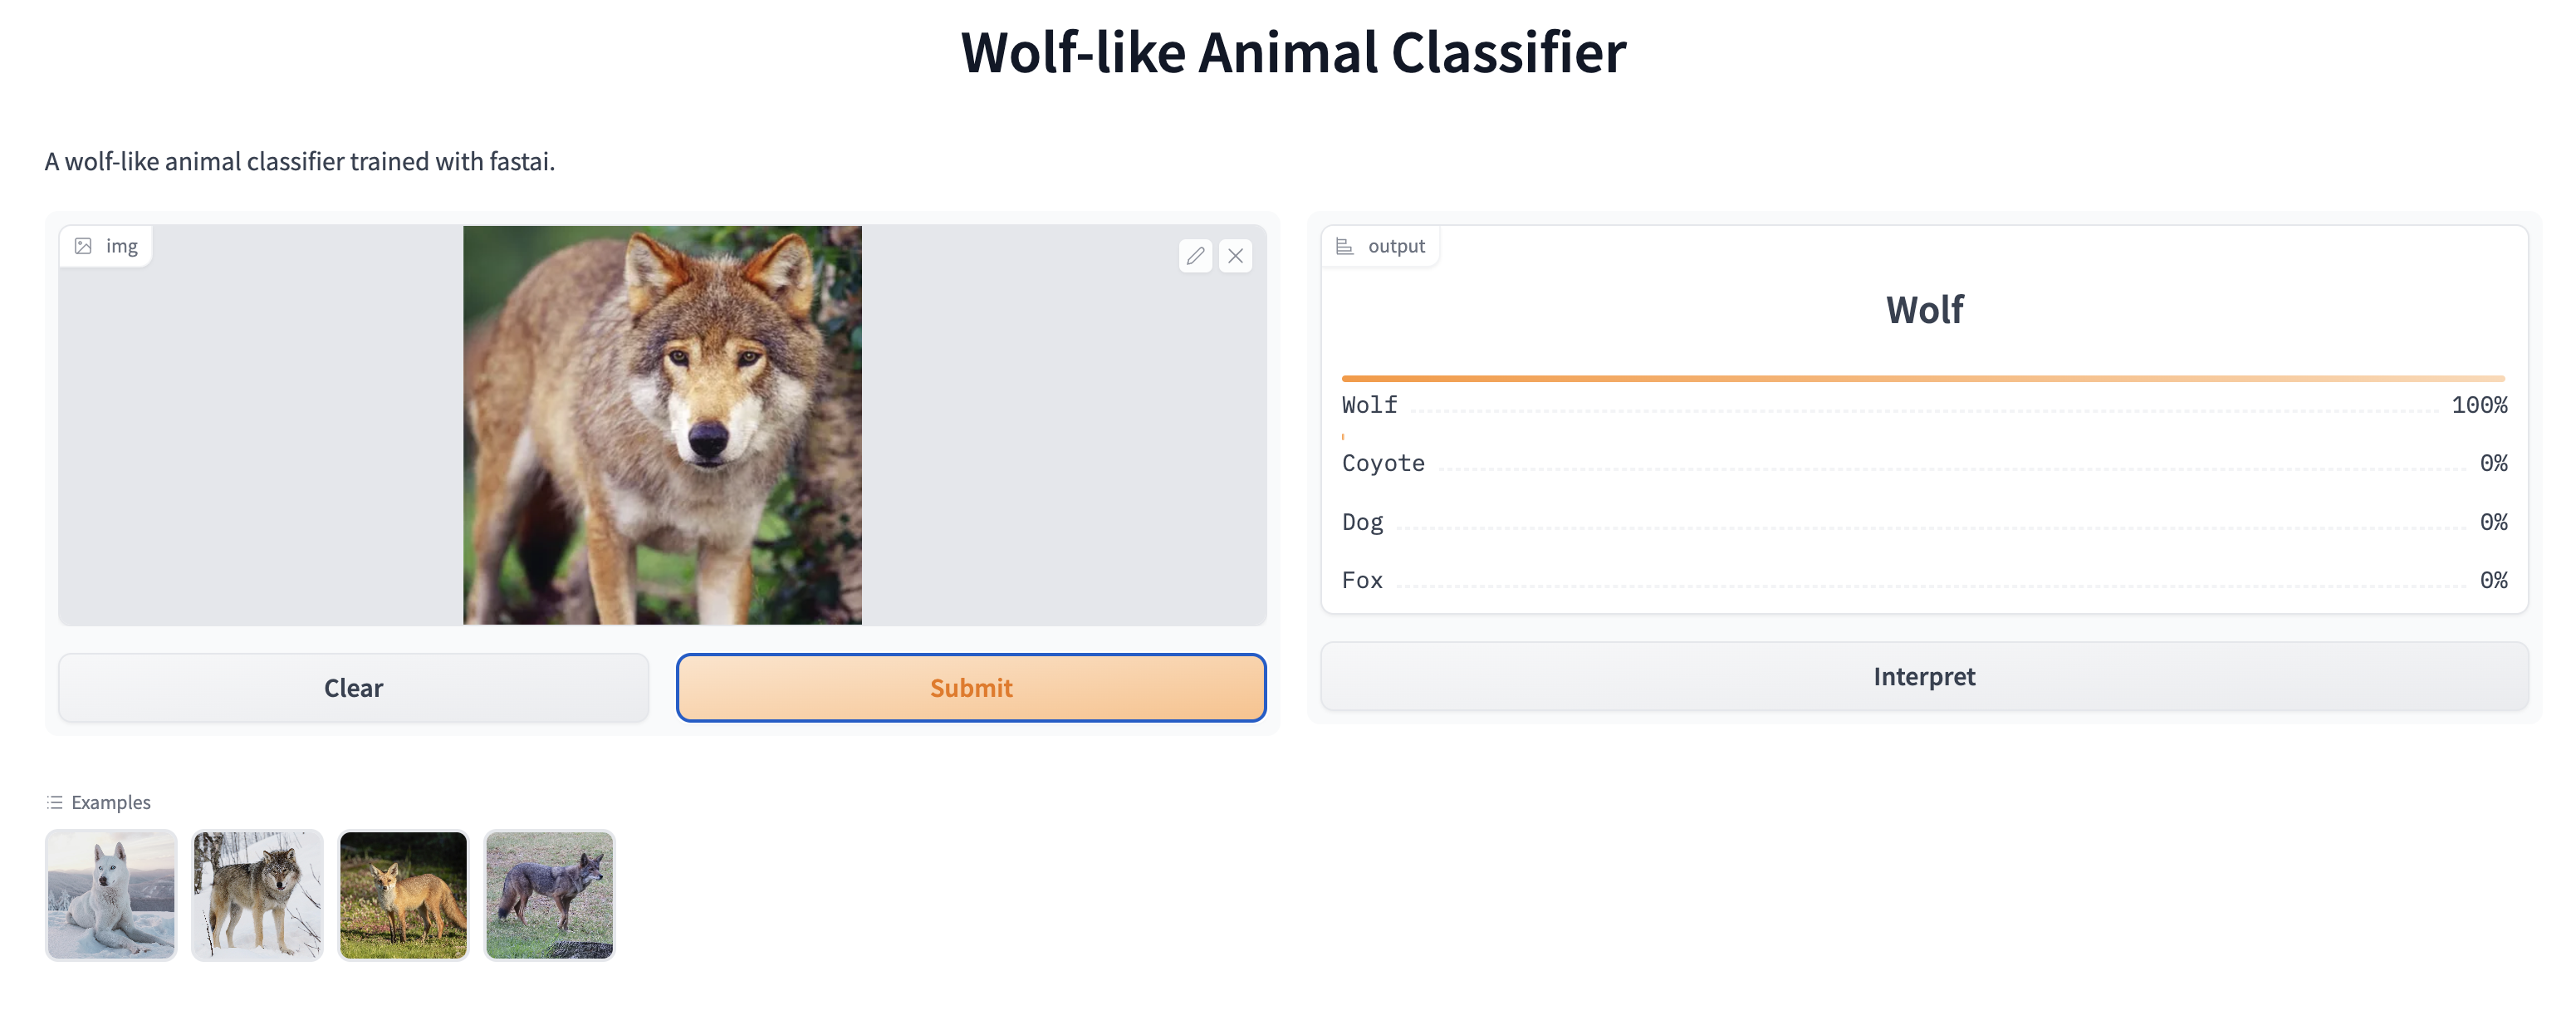 Wolf-like Animal Classifier
A wolf-like animal classifier trained with fastai.
img
Clear
Submit
output
Wolf
Wolf 100%
Coyote 0%
Dog 0%
Fox 0%
Interpret
Examples